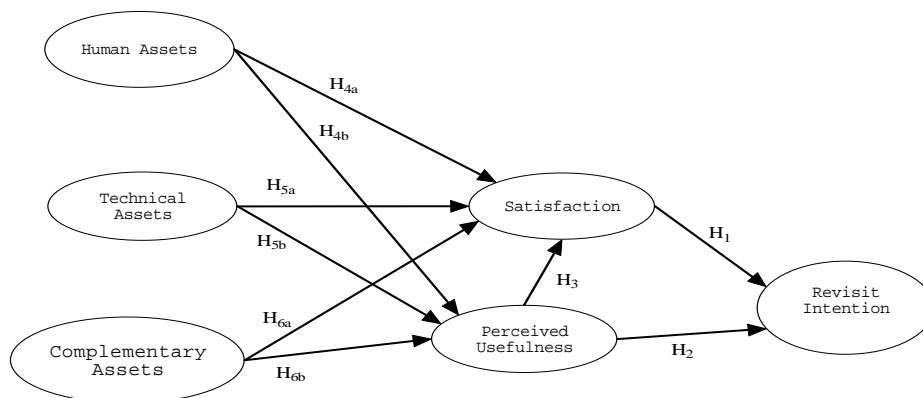 Human Assets
H4a
H4b
Technical
Assets
H5a
H5b
Satisfaction
H1
H3
Revisit
Intention
Complementary
Assets
H6a
H6b
Perceived
Usefulness
H2